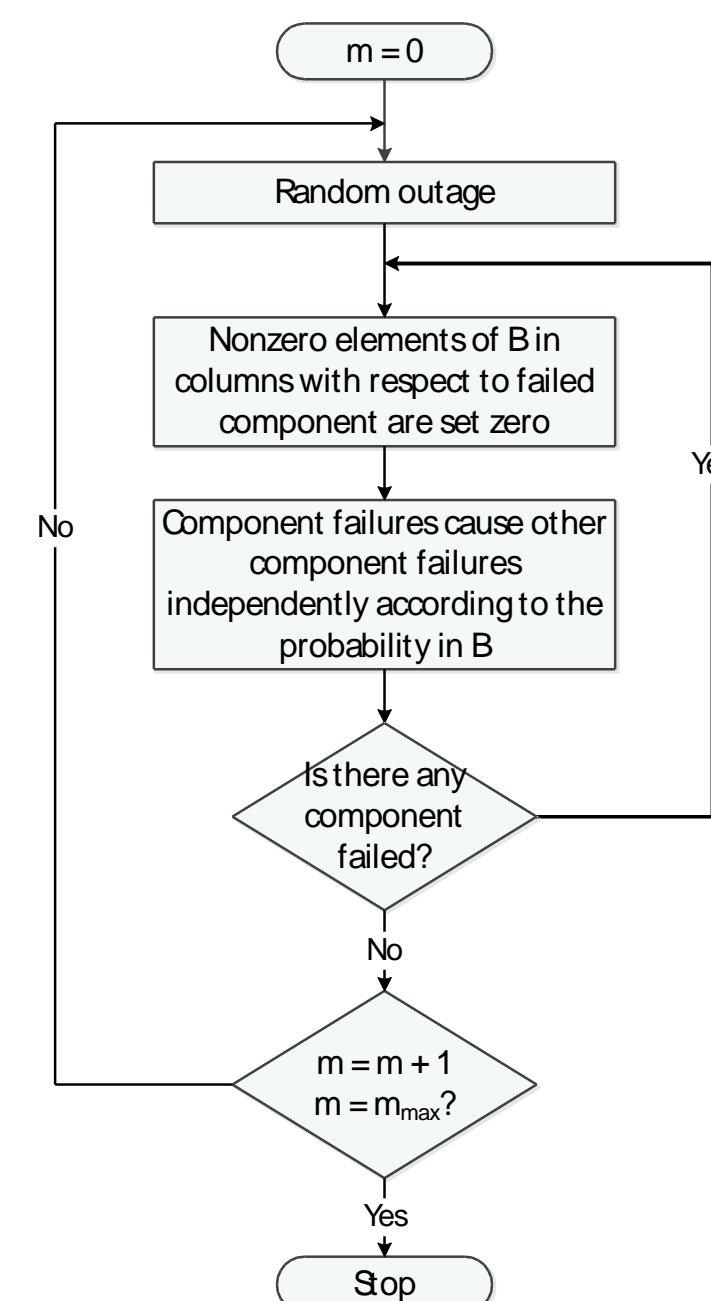 m = 0
Random outage
Nonzero elements of B in
columns with respect to failed
component are set zero
Ye
No
Component failures cause other
component failures
independently according to the
probability in B
Is there any
component
failed?
No
m = m + 1
m = mmax?
Yes
Stop